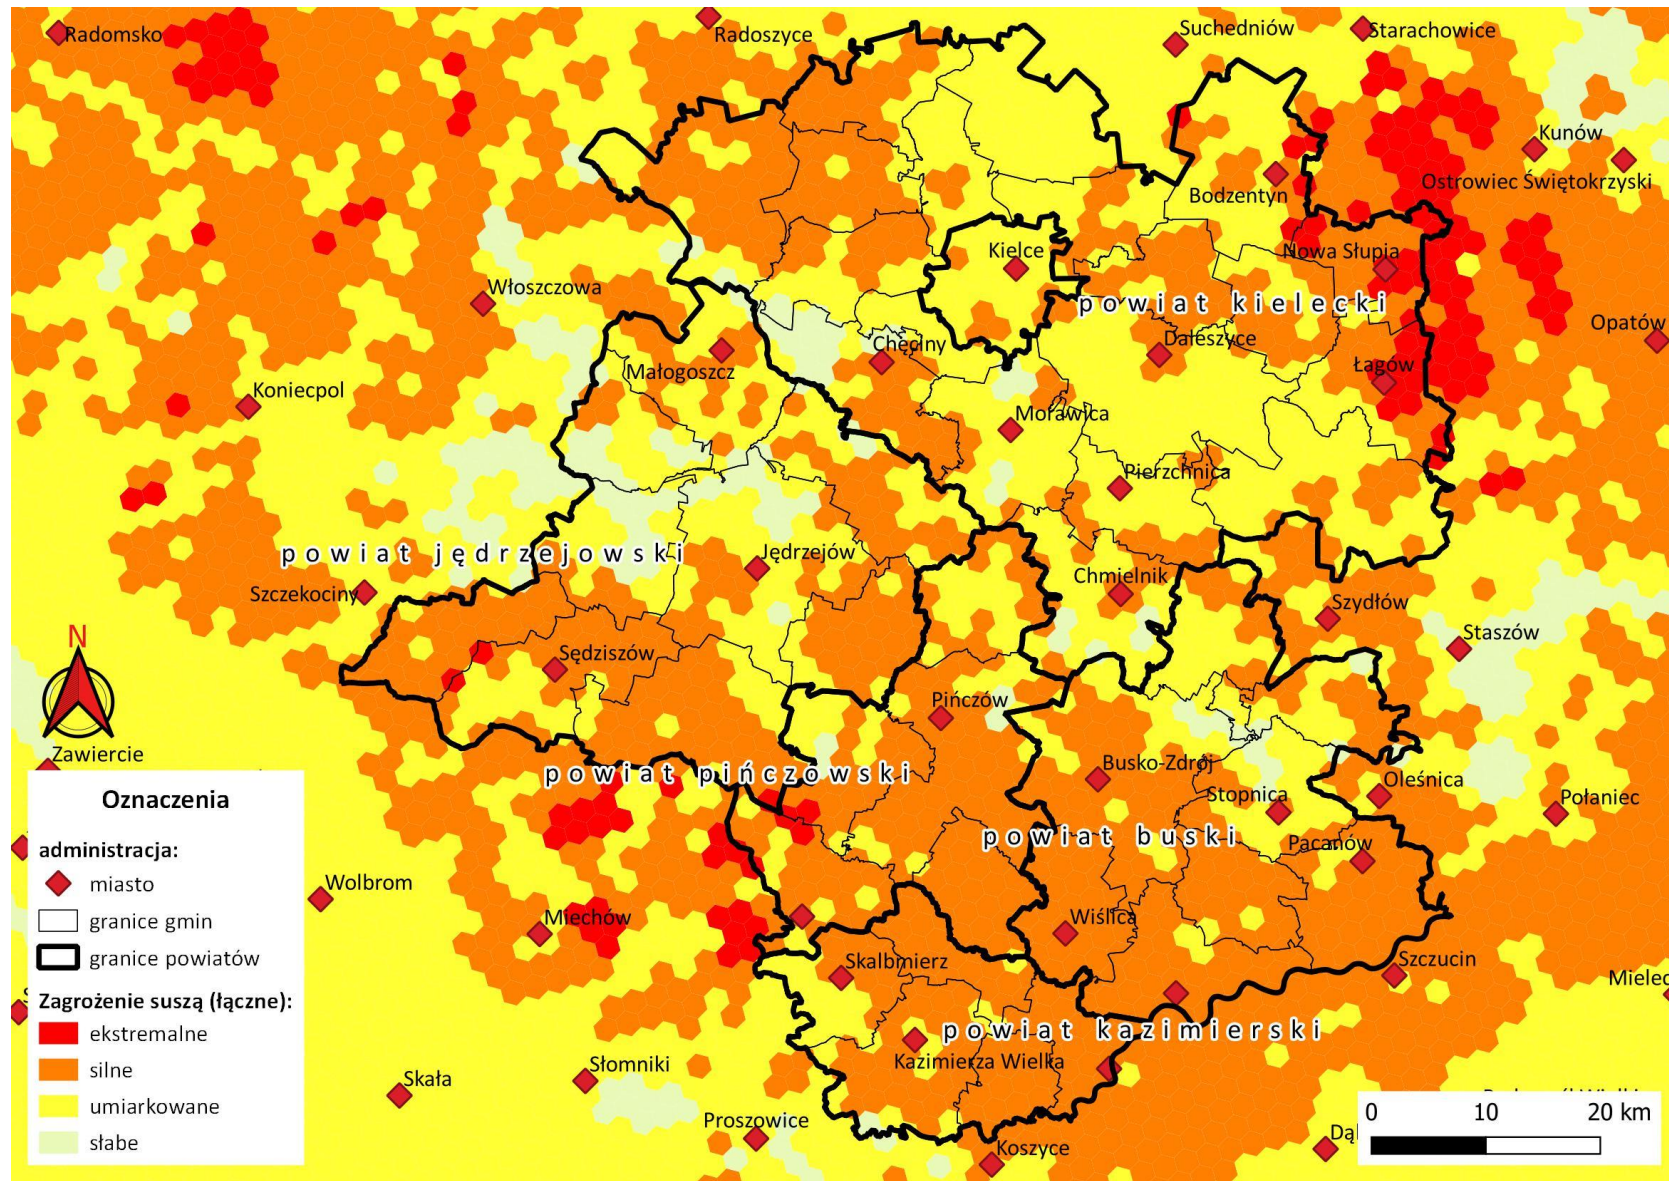 Radomsko
Radoszyce
Suchedniów
Starachowice
Kunów
Ostrowiec Świętokrzyski
Bodzentyn
Kielce
Nowa Słupia
Włoszczowa
powiat kielecki
Opatów
Chęciny
Daleszyce
Małogoszcz
Łagów
Koniecpol
Morawica
Pierzchnica
powiat jędrzejowski
Jędrzejów
Chmielnik
Szczekociny
Szydłów
Staszów
N
Sędziszów
Pińczów
Zawiercie
powiat pińczowski
Busko-Zdrój
Oleśnica
Stopnica
Połaniec
powiat buski
Pacanów
Wolbrom
Miechów
Wiślica
Skalbmierz
Szczucin
Mielec
powiat kazimierski
Kazimierza Wielka
Słomniki
Skała
Proszowice
Koszyce
Oznaczenia
administracja:
miasto
granice gmin
granice powiatów
Zagrożenie suszą (łączne):
ekstremalne
silne
umiarkowane
słabe
0 10 20 km